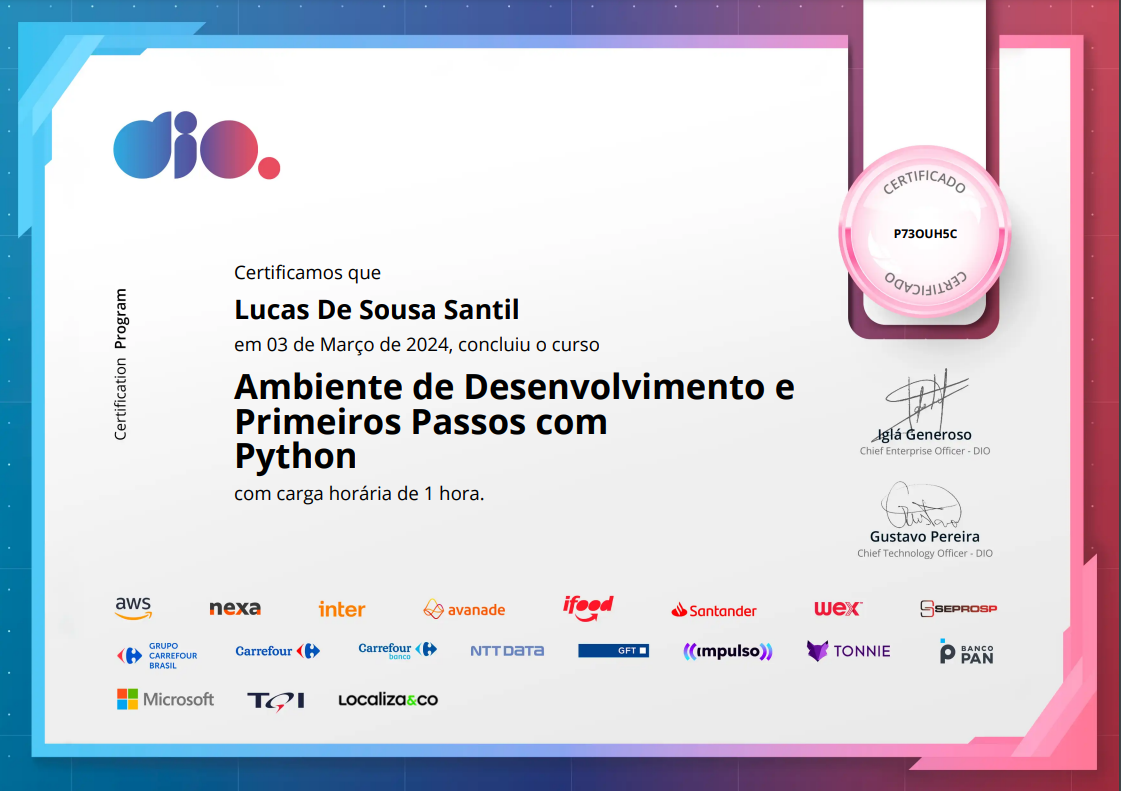 dio.
CERTIFICADO
P73OUH5C
CERTIFICADO
Certification Program
Certificamos que
Lucas De Sousa Santil
em 03 de Março de 2024, concluiu o curso
Ambiente de Desenvolvimento e
Primeiros Passos com
Python
com carga horária de 1 hora.
Iglá Generoso
Chief Enterprise Officer - DIO
Gustavo Pereira
Chief Technology Officer - DIO
aws nexa inter avanade ifood Santander wex SEPROSP
GRUPO
CARREFOUR
BRASIL
Carrefour
Carrefour
banco
NTT DATA
GFT
impulso
TONNIE
BANCO
PAN
Microsoft TQI LOCALIZA&CO